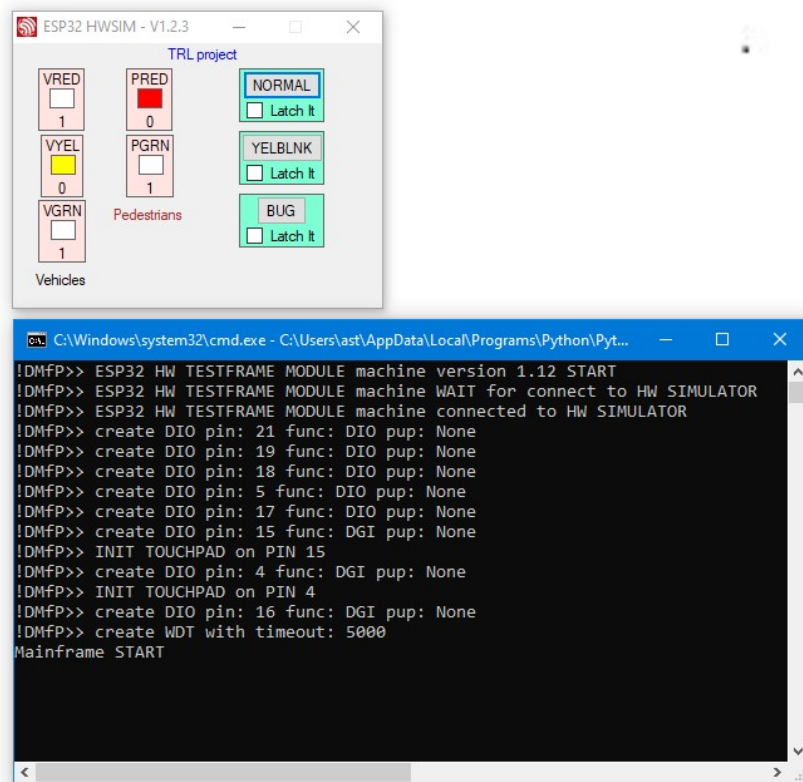 ESP32 HWSIM - V1.2.3
TRL project
VRED
1
PRED
0
NORMAL
Latch It
VYEL
0
PGRN
1
YELBLNK
Latch It
VGRN
1
Pedestrians
BUG
Latch It
Vehicles
C:\Windows\system32\cmd.exe - C:\Users\ast\AppData\Local\Programs\Python\Pyt...
!DMfP>> ESP32 HW TESTFRAME MODULE machine version 1.12 START
!DMfP>> ESP32 HW TESTFRAME MODULE machine WAIT for connect to HW SIMULATOR
!DMfP>> ESP32 HW TESTFRAME MODULE machine connected to HW SIMULATOR
!DMfP>> create DIO pin: 21 func: DIO pup: None
!DMfP>> create DIO pin: 19 func: DIO pup: None
!DMfP>> create DIO pin: 18 func: DIO pup: None
!DMfP>> create DIO pin: 5 func: DIO pup: None
!DMfP>> create DIO pin: 17 func: DIO pup: None
!DMfP>> create DIO pin: 15 func: DGI pup: None
!DMfP>> INIT TOUCHPAD on PIN 15
!DMfP>> create DIO pin: 4 func: DGI pup: None
!DMfP>> INIT TOUCHPAD on PIN 4
!DMfP>> create DIO pin: 16 func: DGI pup: None
!DMfP>> create WDT with timeout: 5000
Mainframe START